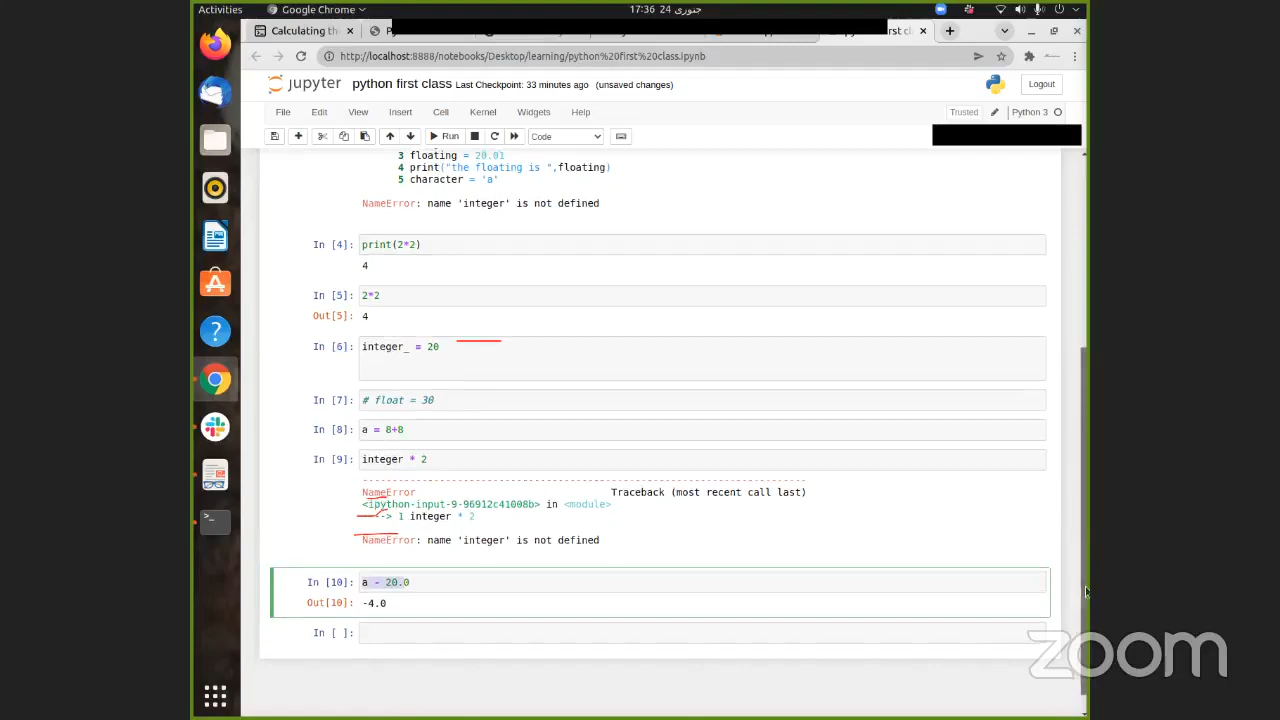 Activities
Google Chrome
17:36 24 جنوری
Calculating th
P
st cl
http://localhost:8888/notebooks/Desktop/learning/python%20first%20class.ipynb
jupyter python first class Last Checkpoint: 33 minutes ago (unsaved changes)
Logout
File Edit View Insert Cell Kernel Widgets Help
Trusted Python 3
Run Code
3 floating = 20.01
4 print("the floating is ",floating)
5 character = 'a'
NameError: name 'integer' is not defined
In [4]: print(2*2)
4
In [5]: 2*2
Out[5]: 4
In [6]: integer_ = 20
In [7]: # float = 30
In [8]: a = 8+8
In [9]: integer * 2
NameError Traceback (most recent call last)
<ipython-input-9-96912c41008b> in <module>
----> 1 integer * 2
NameError: name 'integer' is not defined
In [10]: a - 20.0
Out[10]: -4.0
In [ ]:
zoom